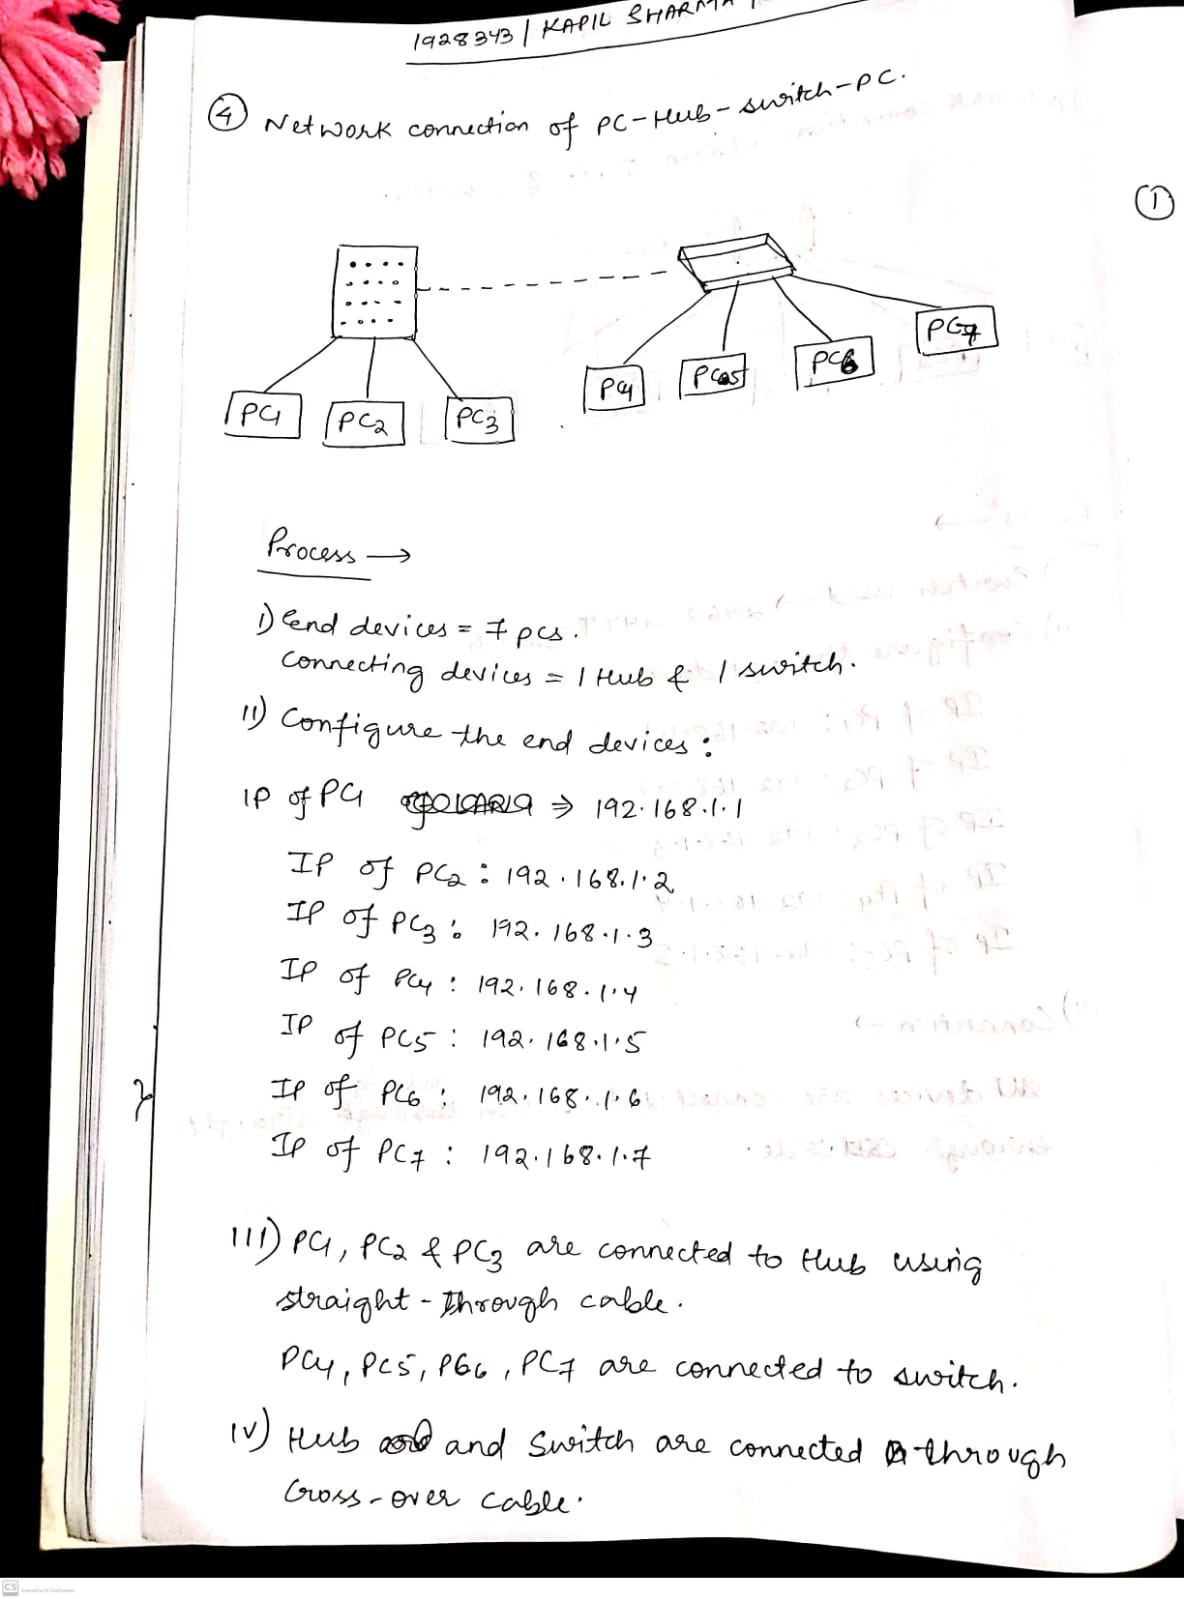 1928343 | KAPIL SHARMA
④ Network connection of PC-Hub-switch-PC.
①
PC1
PC2
PC3
PC4
PC5
PC6
PC7
Process →
i) End devices = 7 pcs.
Connecting devices = 1 Hub & 1 switch.
ii) Configure the end devices :
IP of PC1 ⇒ 192.168.1.1
IP of PC2 : 192.168.1.2
IP of PC3 : 192.168.1.3
IP of PC4 : 192.168.1.4
IP of PC5 : 192.168.1.5
IP of PC6 : 192.168.1.6
IP of PC7 : 192.168.1.7
iii) PC1, PC2 & PC3 are connected to Hub using
straight-through cable.
PC4, PC5, PC6, PC7 are connected to switch.
iv) Hub and Switch are connected through
Cross-over cable.
CS
Scanned with CamScanner